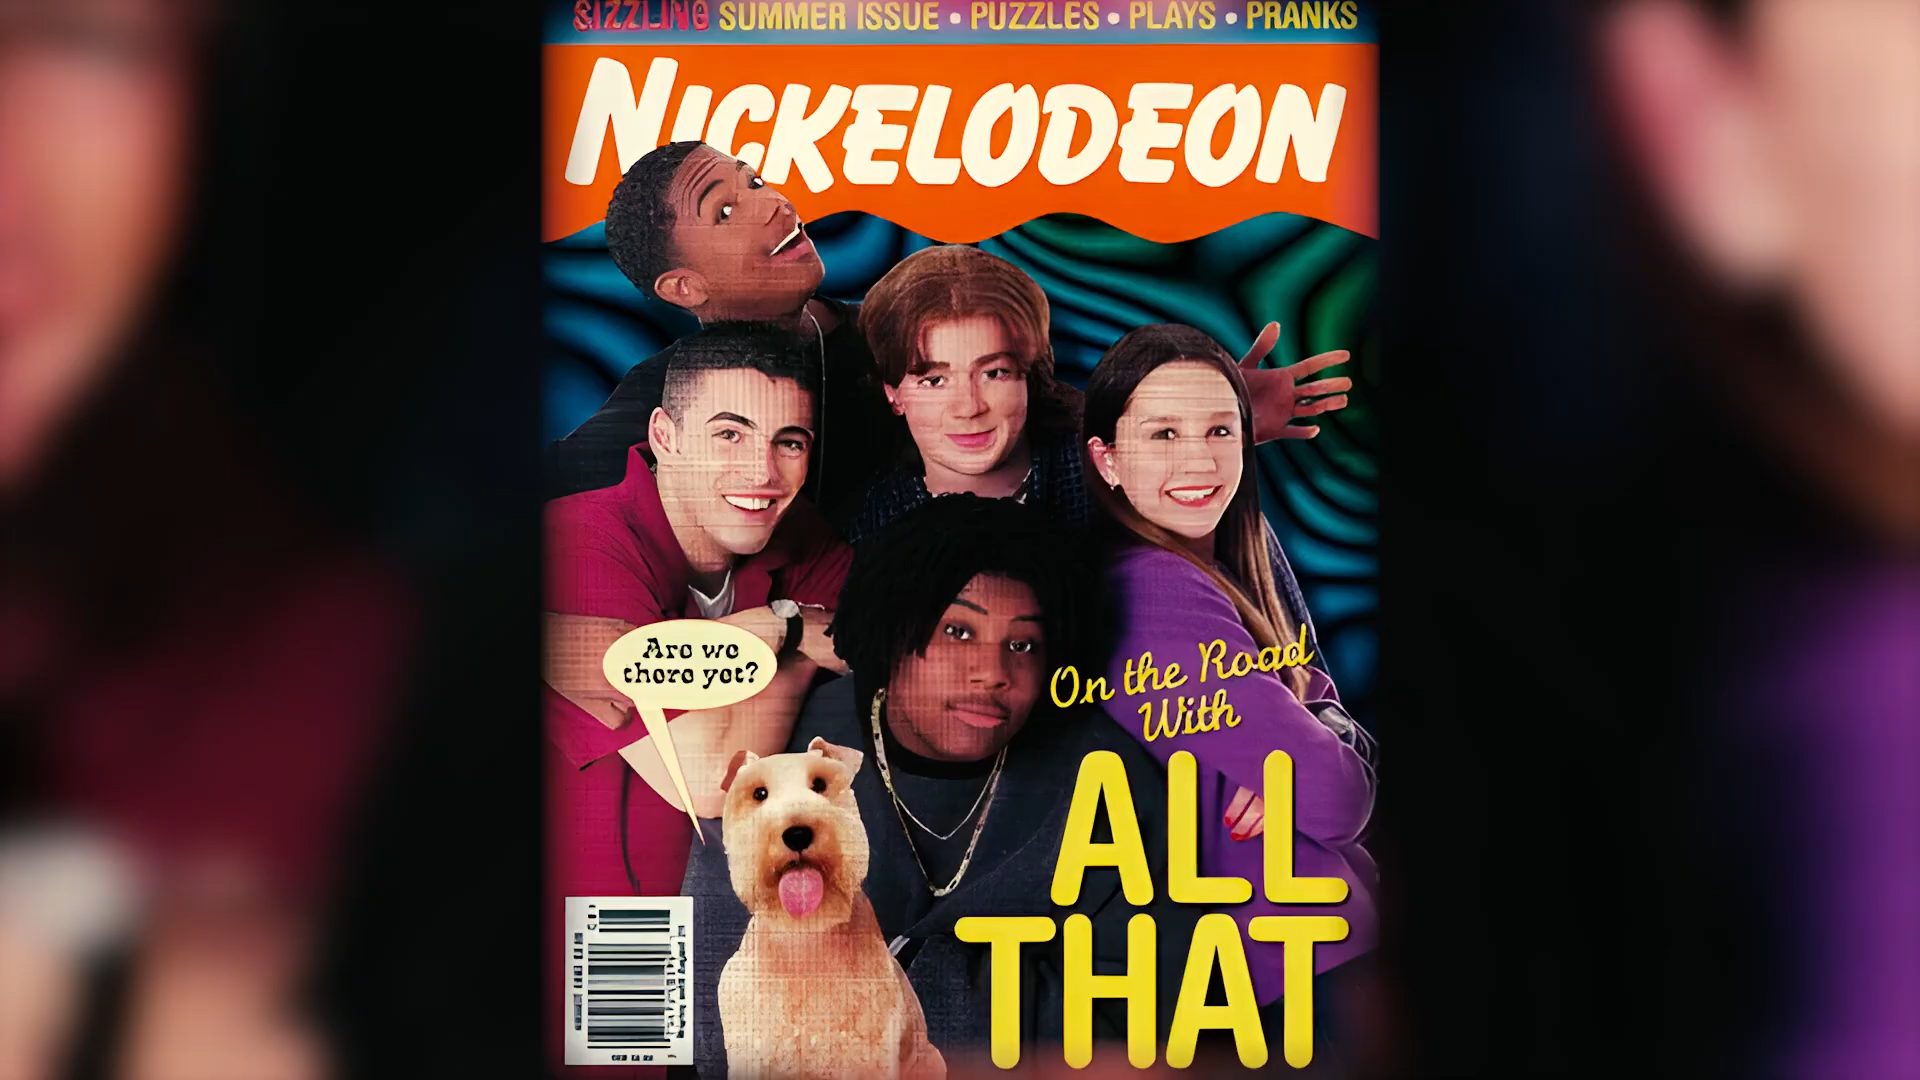 SIZZLING SUMMER ISSUE • PUZZLES • PLAYS • PRANKS
NICKELODEON
Are we
there yet?
On the Road
With
ALL
THAT